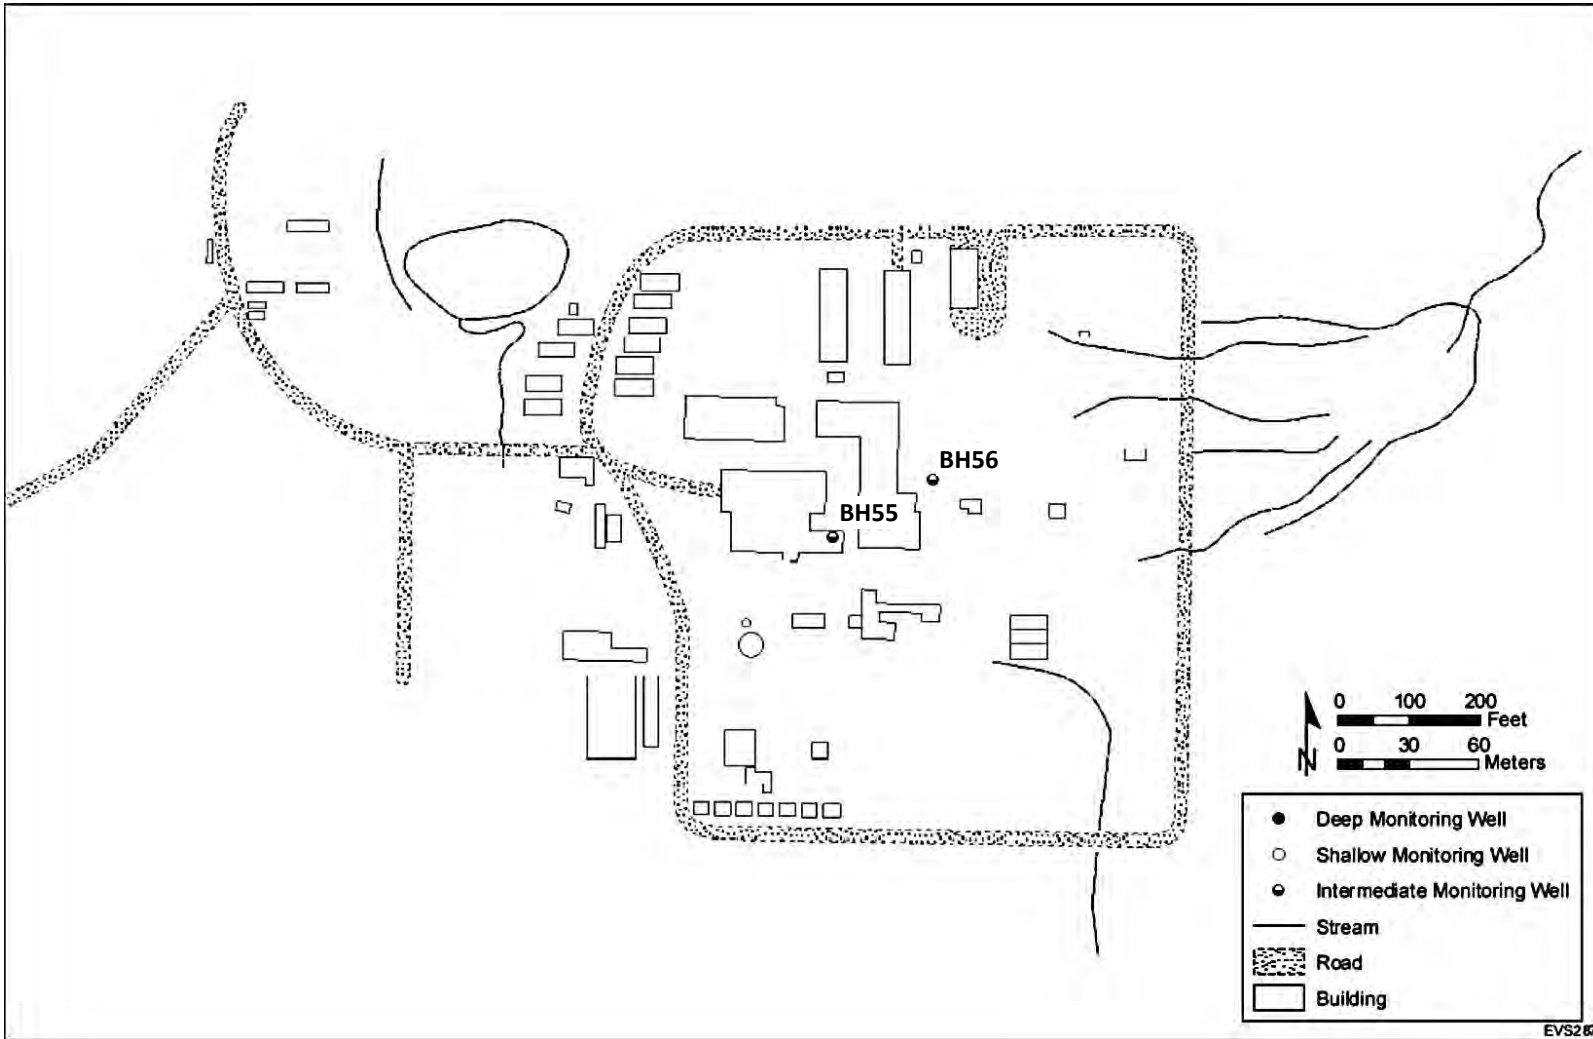 BH56
BH55
0 100 200
Feet
0 30 60
Meters
N
Deep Monitoring Well
Shallow Monitoring Well
Intermediate Monitoring Well
Stream
Road
Building